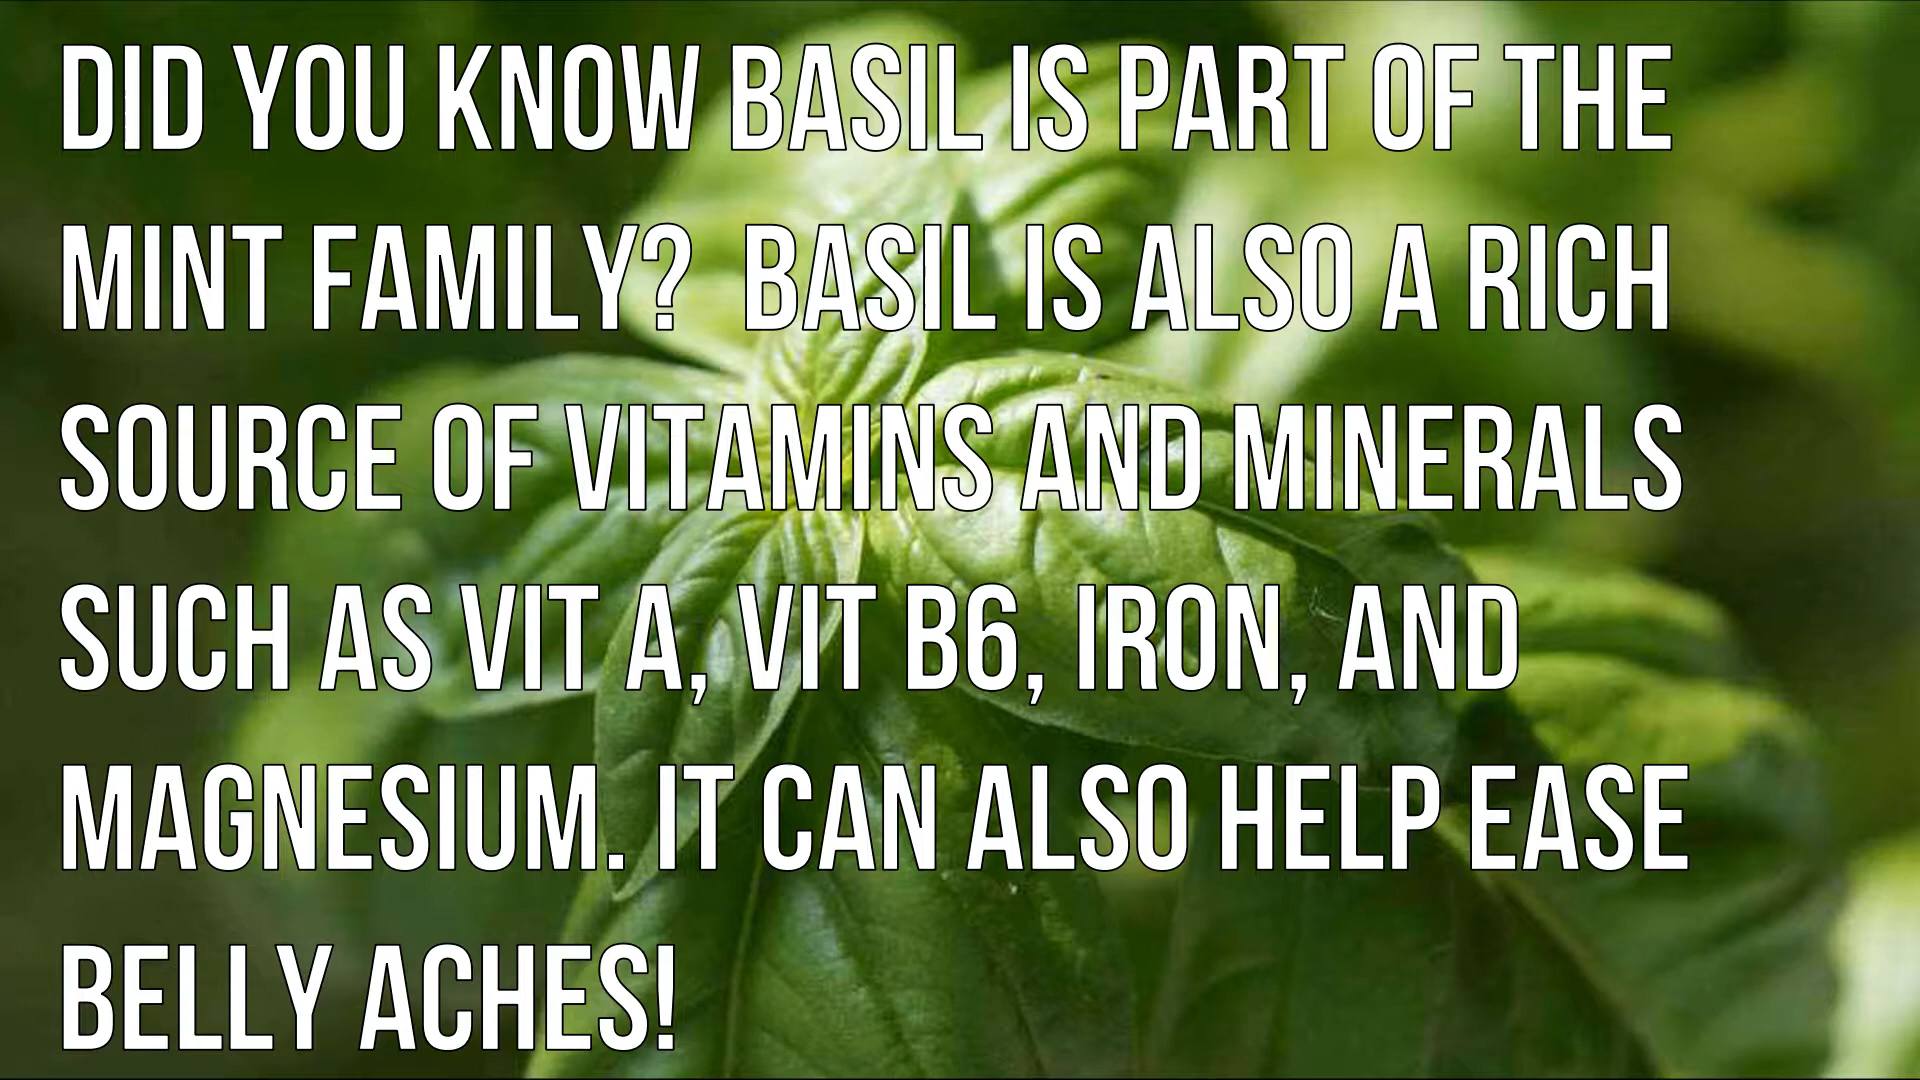 DID YOU KNOW BASIL IS PART OF THE
MINT FAMILY?  BASIL IS ALSO A RICH
SOURCE OF VITAMINS AND MINERALS
SUCH AS VIT A, VIT B6, IRON, AND
MAGNESIUM. IT CAN ALSO HELP EASE
BELLY ACHES!